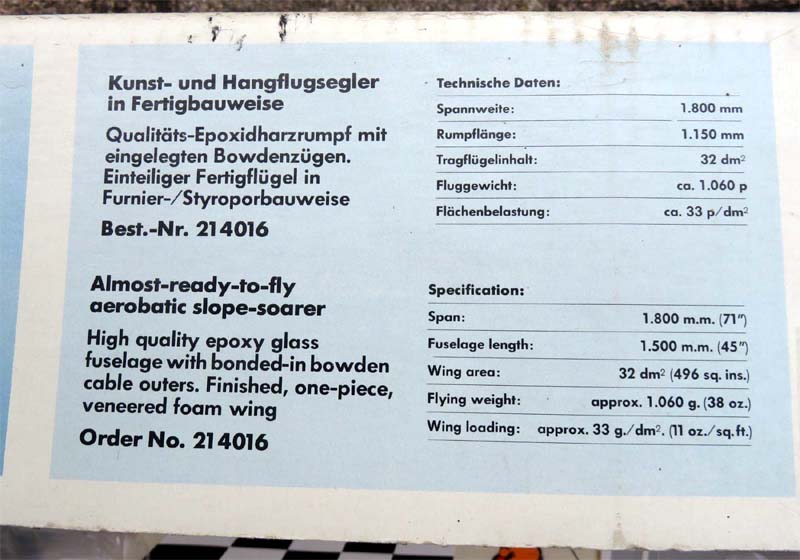 Kunst- und Hangflugsegler
in Fertigbauweise
Qualitäts-Epoxidharzrumpf mit
eingelegten Bowdenzügen.
Einteiliger Fertigflügel in
Furnier-/Styroporbauweise
Best.-Nr. 214016
Technische Daten:
Spannweite: 1.800 mm
Rumpflänge: 1.150 mm
Tragflügelinhalt: 32 dm²
Fluggewicht: ca. 1.060 p
Flächenbelastung: ca. 33 p/dm²
Almost-ready-to-fly
aerobatic slope-soarer
High quality epoxy glass
fuselage with bonded-in bowden
cable outers. Finished, one-piece,
veneered foam wing
Order No. 214016
Specification:
Span: 1.800 m.m. (71″)
Fuselage length: 1.500 m.m. (45″)
Wing area: 32 dm² (496 sq. ins.)
Flying weight: approx. 1.060 g. (38 oz.)
Wing loading: approx. 33 g./dm². (11 oz./sq.ft.)